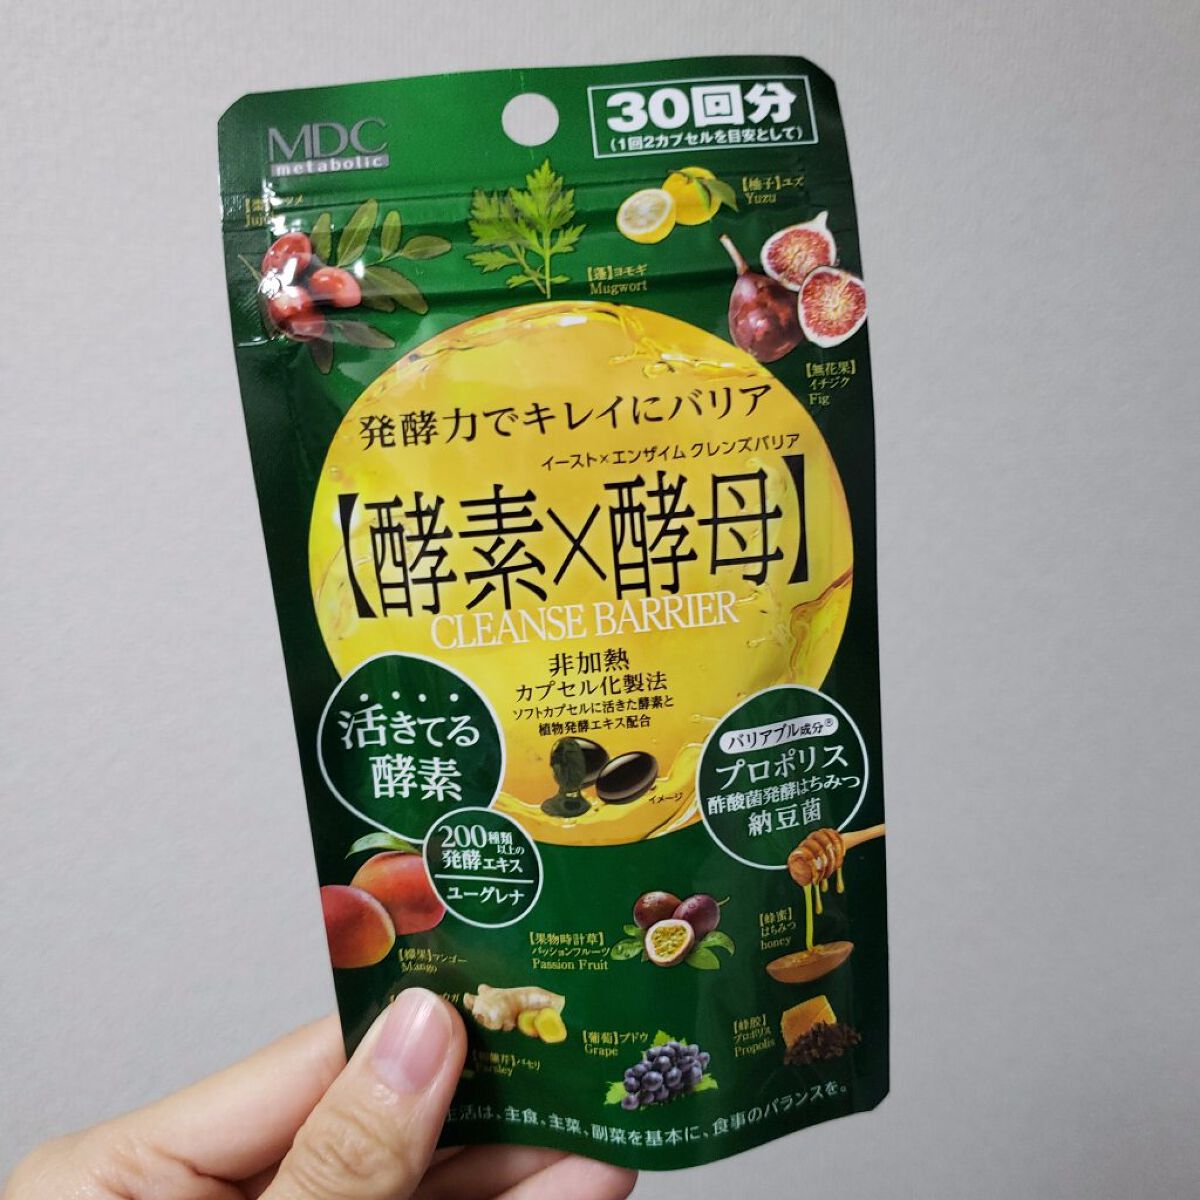 MDC
metabolic
30回分
(1回2カプセルを目安として)
【柚子】ユズ
Yuzu
【蓬】ヨモギ
Mugwort
【無花果】
イチジク
Fig
発酵力でキレイにバリア
イースト×エンザイム クレンズバリア
【酵素×酵母】
CLEANSE BARRIER
非加熱
カプセル化製法
ソフトカプセルに活きた酵素と
植物発酵エキス配合
イメージ
活きてる
酵素
200種類
以上の
発酵エキス
ユーグレナ
バリアブル成分®
プロポリス
酢酸菌発酵はちみつ
納豆菌
マンゴー
Mango
【果物時計草】
パッションフルーツ
Passion Fruit
【蜂蜜】
はちみつ
honey
【葡萄】ブドウ
Grape
【蜂胶】
プロポリス
Propolis
パセリ
Parsley
生活は、主食、主菜、副菜を基本に、食事のバランスを。